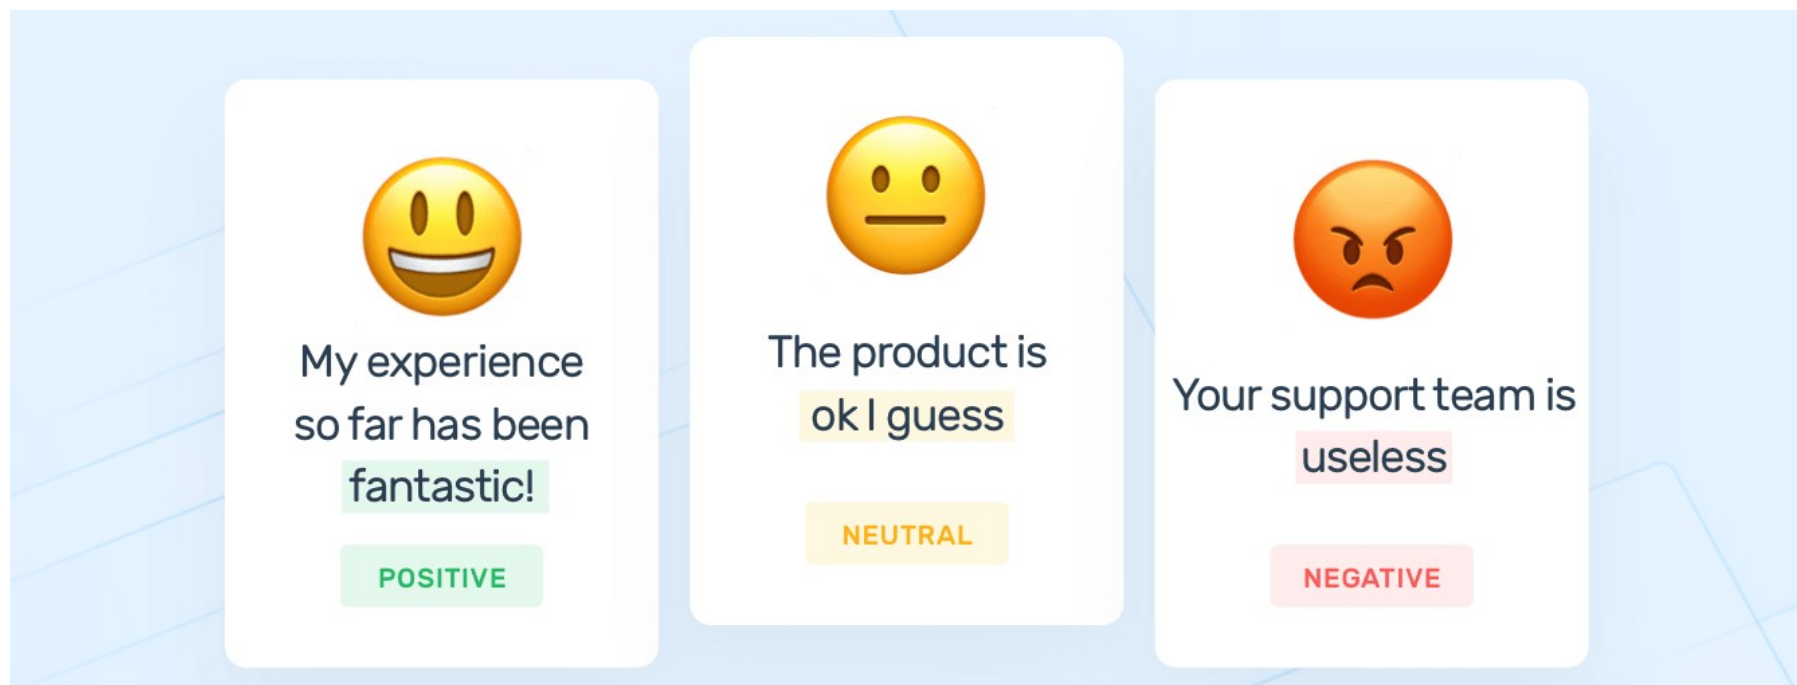 My experience
so far has been
fantastic!
POSITIVE
The product is
ok I guess
NEUTRAL
Your support team is
useless
NEGATIVE